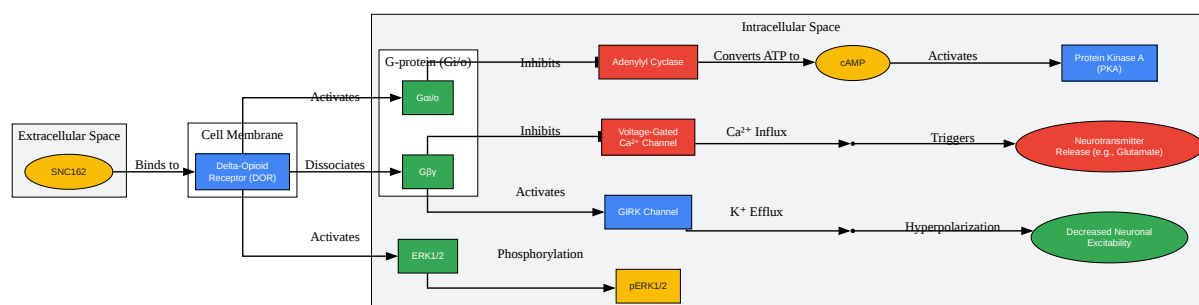 Intracellular Space
G-protein (Gi/o)
Inhibits
Adenylyl Cyclase
Converts ATP to
cAMP
Activates
Protein Kinase A
(PKA)
Activates
Gαi/o
Extracellular Space
SNC162
Binds to
Cell Membrane
Delta-Opioid
Receptor (DOR)
Dissociates
Gβγ
Inhibits
Voltage-Gated
Ca²⁺ Channel
Ca²⁺ Influx
Triggers
Neurotransmitter
Release (e.g., Glutamate)
Activates
GIRK Channel
K⁺ Efflux
Hyperpolarization
Decreased Neuronal
Excitability
Activates
ERK1/2
Phosphorylation
pERK1/2